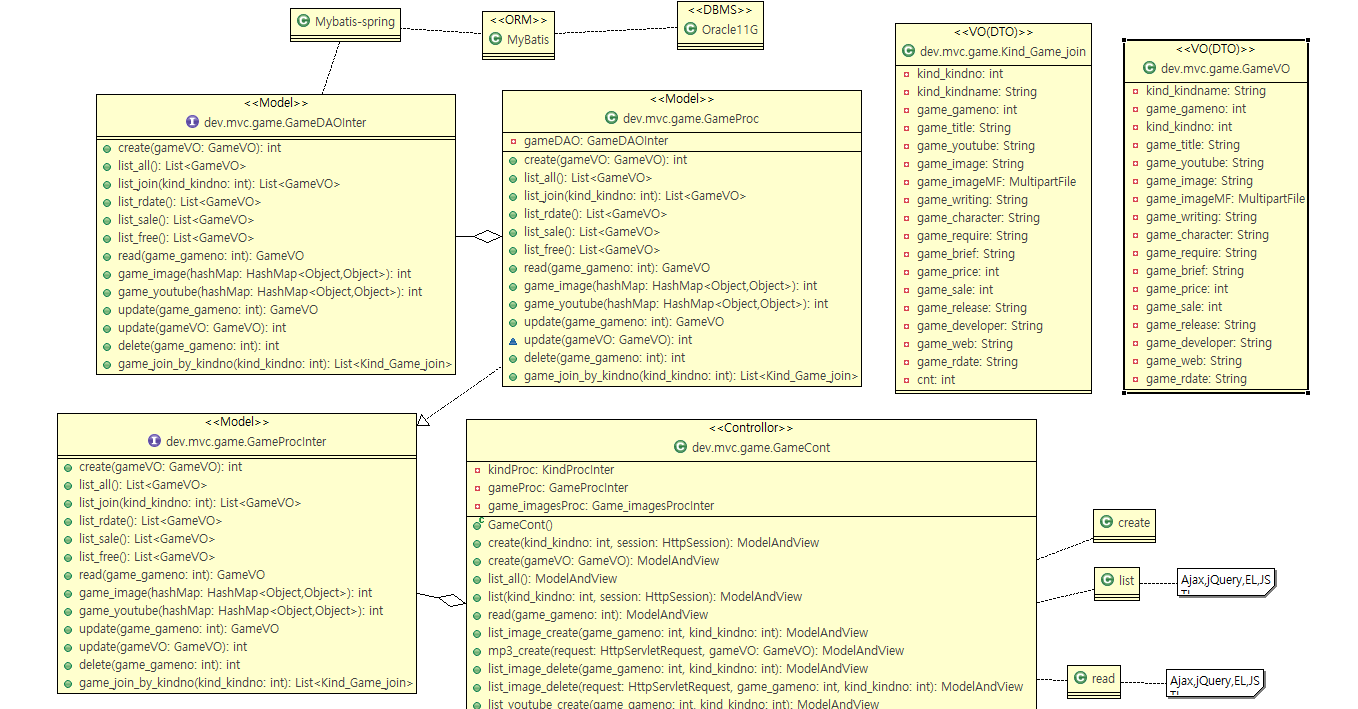 Mybatis-spring
<<ORM>>
MyBatis
<<DBMS>>
Oracle11G
<<Model>>
dev.mvc.game.GameDAOInter
create(gameVO: GameVO): int
list_all(): List<GameVO>
list_join(kind_kindno: int): List<GameVO>
list_rdate(): List<GameVO>
list_sale(): List<GameVO>
list_free(): List<GameVO>
read(game_gameno: int): GameVO
game_image(hashMap: HashMap<Object,Object>): int
game_youtube(hashMap: HashMap<Object,Object>): int
update(game_gameno: int): GameVO
update(gameVO: GameVO): int
delete(game_gameno: int): int
game_join_by_kindno(kind_kindno: int): List<Kind_Game_join>
<<Model>>
dev.mvc.game.GameProc
gameDAO: GameDAOInter
create(gameVO: GameVO): int
list_all(): List<GameVO>
list_join(kind_kindno: int): List<GameVO>
list_rdate(): List<GameVO>
list_sale(): List<GameVO>
list_free(): List<GameVO>
read(game_gameno: int): GameVO
game_image(hashMap: HashMap<Object,Object>): int
game_youtube(hashMap: HashMap<Object,Object>): int
update(game_gameno: int): GameVO
update(gameVO: GameVO): int
delete(game_gameno: int): int
game_join_by_kindno(kind_kindno: int): List<Kind_Game_join>
<<VO(DTO)>>
dev.mvc.game.Kind_Game_join
kind_kindno: int
kind_kindname: String
game_gameno: int
game_title: String
game_youtube: String
game_image: String
game_imageMF: MultipartFile
game_writing: String
game_character: String
game_require: String
game_brief: String
game_price: int
game_sale: int
game_release: String
game_developer: String
game_web: String
game_rdate: String
cnt: int
<<VO(DTO)>>
dev.mvc.game.GameVO
kind_kindname: String
game_gameno: int
kind_kindno: int
game_title: String
game_youtube: String
game_image: String
game_imageMF: MultipartFile
game_writing: String
game_character: String
game_require: String
game_brief: String
game_price: int
game_sale: int
game_release: String
game_developer: String
game_web: String
game_rdate: String
<<Model>>
dev.mvc.game.GameProcInter
create(gameVO: GameVO): int
list_all(): List<GameVO>
list_join(kind_kindno: int): List<GameVO>
list_rdate(): List<GameVO>
list_sale(): List<GameVO>
list_free(): List<GameVO>
read(game_gameno: int): GameVO
game_image(hashMap: HashMap<Object,Object>): int
game_youtube(hashMap: HashMap<Object,Object>): int
update(game_gameno: int): GameVO
update(gameVO: GameVO): int
delete(game_gameno: int): int
game_join_by_kindno(kind_kindno: int): List<Kind_Game_join>
<<Controllor>>
dev.mvc.game.GameCont
kindProc: KindProcInter
gameProc: GameProcInter
game_imagesProc: Game_imagesProcInter
GameCont()
create(kind_kindno: int, session: HttpSession): ModelAndView
create(gameVO: GameVO): ModelAndView
list_all(): ModelAndView
list(kind_kindno: int, session: HttpSession): ModelAndView
read(game_gameno: int): ModelAndView
list_image_create(game_gameno: int, kind_kindno: int): ModelAndView
mp3_create(request: HttpServletRequest, gameVO: GameVO): ModelAndView
list_image_delete(game_gameno: int, kind_kindno: int): ModelAndView
list_image_delete(request: HttpServletRequest, game_gameno: int, kind_kindno: int): ModelAndView
list_youtube_create(game_gameno: int, kind_kindno: int): ModelAndView
create
list
Ajax,jQuery,EL,JS
read
Ajax,jQuery,EL,JS